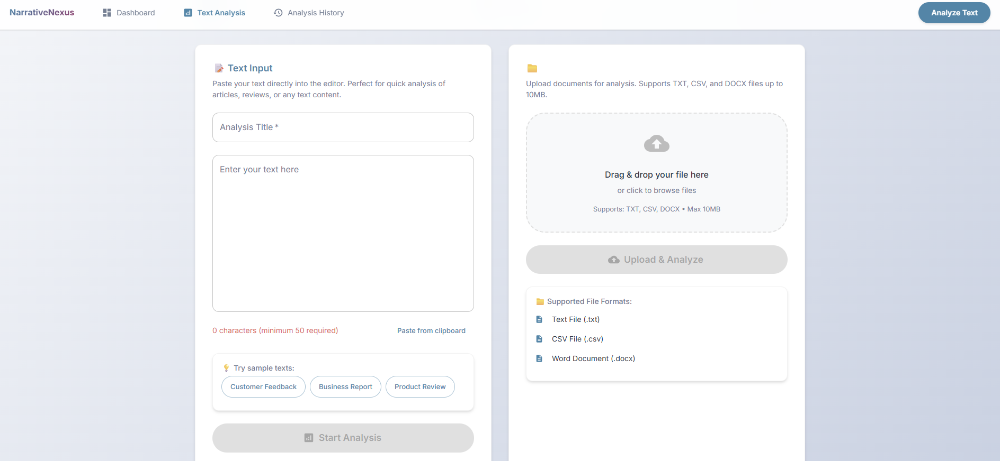 NarrativeNexus
Dashboard
Text Analysis
Analysis History
Analyze Text
Text Input
Paste your text directly into the editor. Perfect for quick analysis of
articles, reviews, or any text content.
Analysis Title *
Enter your text here
0 characters (minimum 50 required)
Paste from clipboard
Try sample texts:
Customer Feedback
Business Report
Product Review
Start Analysis
Upload documents for analysis. Supports TXT, CSV, and DOCX files up to
10MB.
Drag & drop your file here
or click to browse files
Supports: TXT, CSV, DOCX • Max 10MB
Upload & Analyze
Supported File Formats:
Text File (.txt)
CSV File (.csv)
Word Document (.docx)